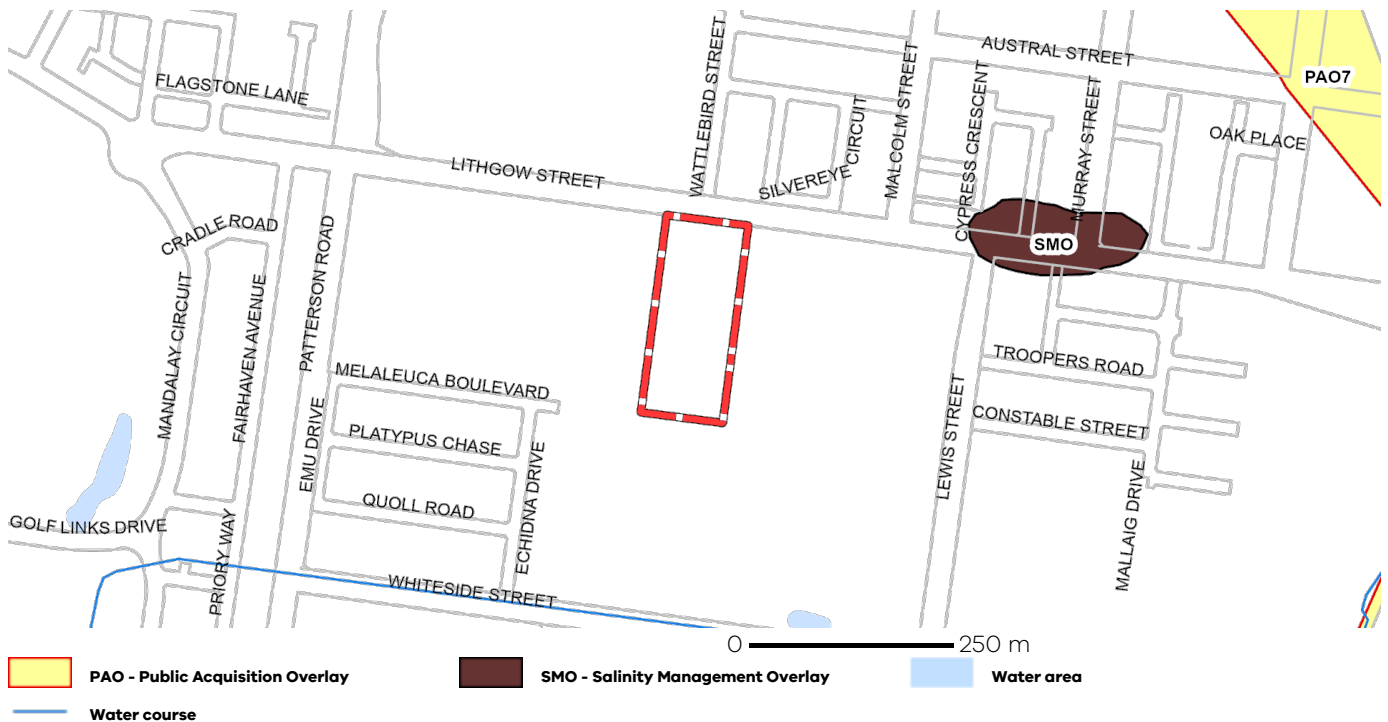 AUSTRAL STREET
PAO7
FLAGSTONE LANE
WATTLEBIRD STREET
MALCOLM STREET
CYPRESS CRESCENT
MURRAY STREET
OAK PLACE
CIRCUIT
SILVEREYE
LITHGOW STREET
CRADLE ROAD
PATTERSON ROAD
SMO
MANDALAY CIRCUIT
FAIRHAVEN AVENUE
MELALEUCA BOULEVARD
TROOPERS ROAD
EMU DRIVE
PLATYPUS CHASE
LEWIS STREET
CONSTABLE STREET
QUOLL ROAD
ECHIDNA DRIVE
GOLF LINKS DRIVE
PRIORY WAY
MALLAIG DRIVE
WHITESIDE STREET
0 250 m
PAO - Public Acquisition Overlay
SMO - Salinity Management Overlay
Water area
Water course